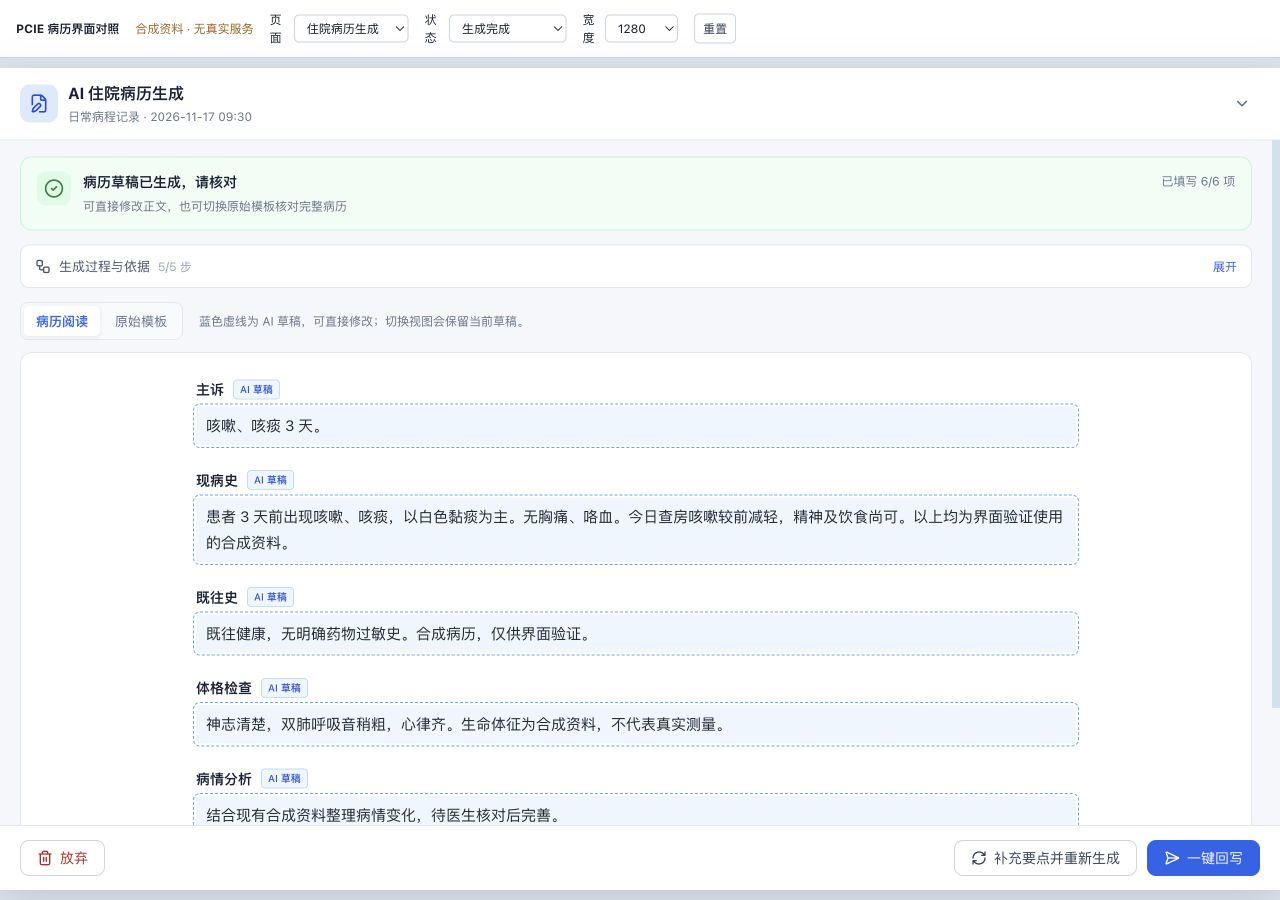 PCIE 病历界面对照 合成资料 · 无真实服务 页面 住院病历生成 状态 生成完成 宽度 1280 重置
AI 住院病历生成
日常病程记录 · 2026-11-17 09:30
病历草稿已生成，请核对 已填写 6/6 项
可直接修改正文，也可切换原始模板核对完整病历
生成过程与依据 5/5 步 展开
病历阅读 原始模板 蓝色虚线为 AI 草稿，可直接修改；切换视图会保留当前草稿。
主诉 AI 草稿
咳嗽、咳痰 3 天。
现病史 AI 草稿
患者 3 天前出现咳嗽、咳痰，以白色黏痰为主。无胸痛、咯血。今日查房咳嗽较前减轻，精神及饮食尚可。以上均为界面验证使用
的合成资料。
既往史 AI 草稿
既往健康，无明确药物过敏史。合成病历，仅供界面验证。
体格检查 AI 草稿
神志清楚，双肺呼吸音稍粗，心律齐。生命体征为合成资料，不代表真实测量。
病情分析 AI 草稿
结合现有合成资料整理病情变化，待医生核对后完善。
放弃 补充要点并重新生成 一键回写